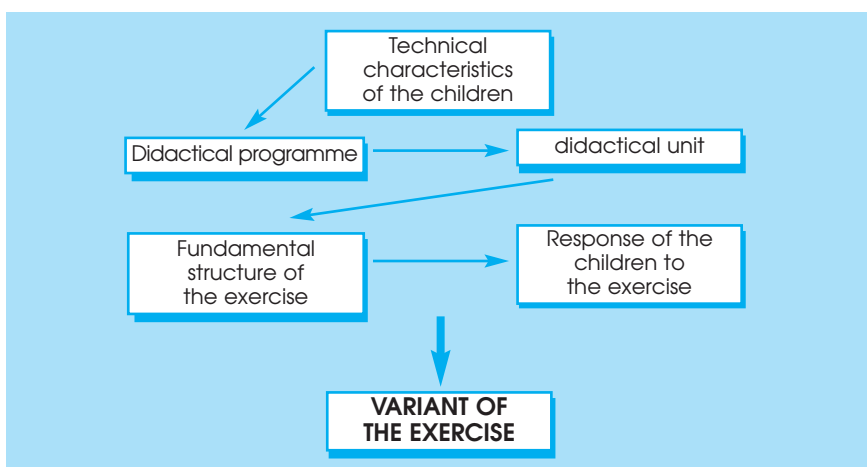 Technical
characteristics
of the children
Didactical programme
didactical unit
Fundamental
structure of
the exercise
Response of the
children to
the exercise
VARIANT OF
THE EXERCISE